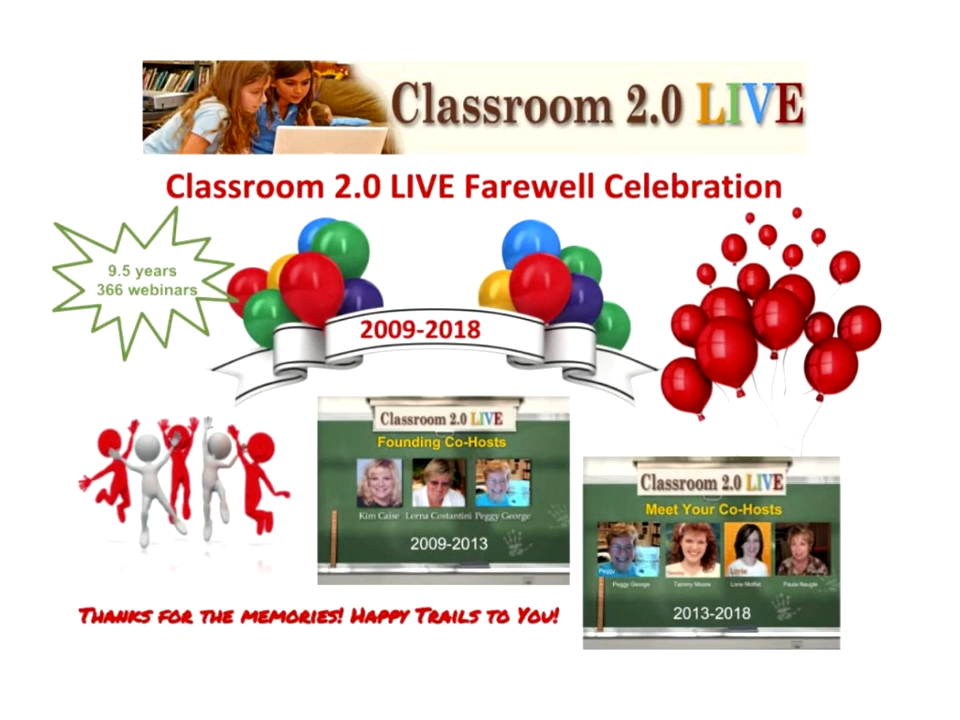 Classroom 2.0 LIVE
Classroom 2.0 LIVE Farewell Celebration
9.5 years
366 webinars
2009-2018
Classroom 2.0 LIVE
Founding Co-Hosts
Kim Caise Lorna Costantini Peggy George
2009-2013
Classroom 2.0 LIVE
Meet Your Co-Hosts
Peggy Lorie
Peggy George Tammy Moore Lorie Moffat Paula Naugle
2013-2018
Thanks for the memories! Happy Trails to You!